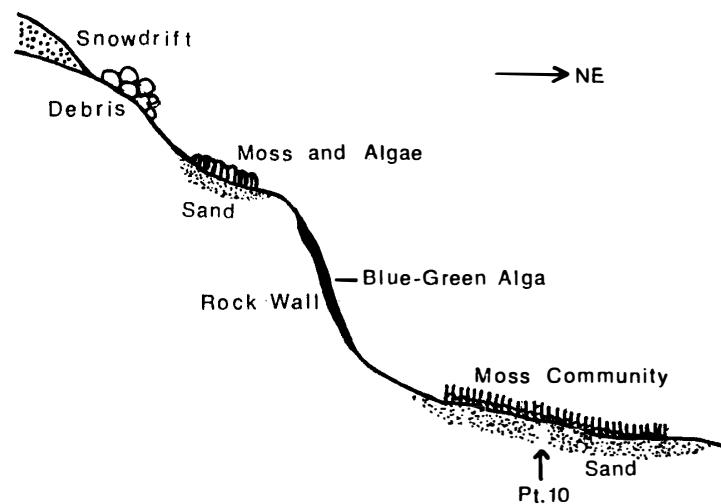 Snowdrift
NE
Debris
Moss and Algae
Sand
Blue-Green Alga
Rock Wall
Moss Community
Sand
Pt.10